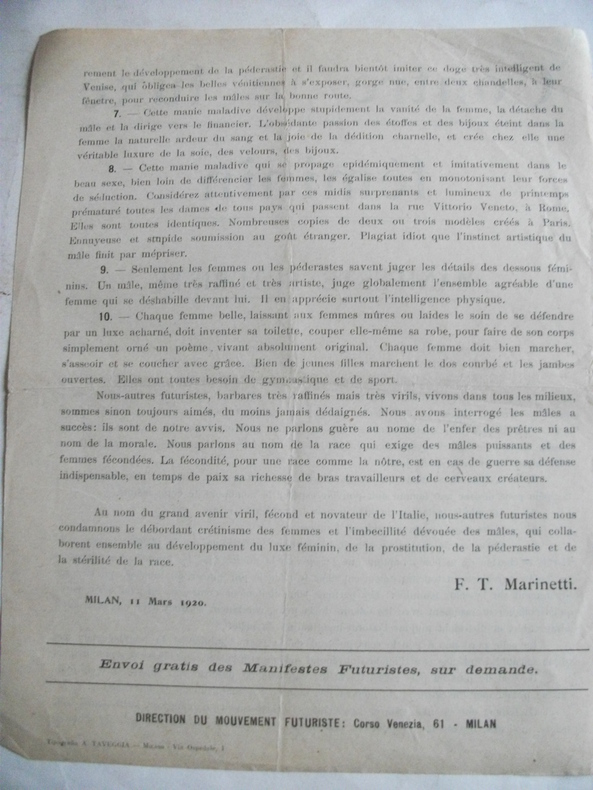 rement le développement de la péderastie et il faudra bientôt imiter ce doge très intelligent de
Venise, qui obligea les belles vénitiennes à s'exposer, gorge nue, entre deux chandelles, à leur
fenêtre, pour reconduire les mâles sur la bonne route.
7. — Cette manie maladive développe stupidement la vanité de la femme, la détache du
mâle et la dirige vers le financier. L'obsédante passion des étoffes et des bijoux éteint dans la
femme la naturelle ardeur du sang et la joie de la dédition charnelle, et crée chez elle une
véritable luxure de la soie, des velours, des bijoux.
8. — Cette manie maladive qui se propage epidémiquement et imitativement dans le
beau sexe, bien loin de différencier les femmes, les égalise toutes en monotonisant leur forces
de séduction. Considérez attentivement par ces midis surprenants et lumineux de printemps
prématuré toutes les dames de tous pays qui passent dans la rue Vittorio Veneto, à Rome.
Elles sont toutes identiques. Nombreuses copies de deux ou trois modèles créés à Paris.
Ennuyeuse et stupide soumission au goût étranger. Plagiat idiot que l'instinct artistique du
mâle finit par mépriser.
9. — Seulement les femmes ou les péderastes savent juger les détails des dessous fémi-
nins. Un mâle, même très raffiné et très artiste, juge globalement l'ensemble agréable d'une
femme qui se déshabille devant lui. Il en apprécie surtout l'intelligence physique.
10. — Chaque femme belle, laissant aux femmes mûres ou laides le soin de se défendre
par un luxe acharné, doit inventer sa toilette, couper elle-même sa robe, pour faire de son corps
simplement orné un poème vivant absolument original. Chaque femme doit bien marcher,
s'asseoir et se coucher avec grâce. Bien de jeunes filles marchent le dos courbé et les jambes
ouvertes. Elles ont toutes besoin de gymnastique et de sport.
Nous-autres futuristes, barbares très raffinés mais très virils, vivons dans tous les milieux,
sommes sinon toujours aimés, du moins jamais dédaignés. Nous avons interrogé les mâles a
succès: ils sont de notre avvis. Nous ne parlons guère au nome de l'enfer des prêtres ni au
nom de la morale. Nous parlons au nom de la race qui exige des mâles puissants et des
femmes fécondées. La fécondité, pour une race comme la nôtre, est en cas de guerre sa défense
indispensable, en temps de paix sa richesse de bras travailleurs et de cerveaux créateurs.
Au nom du grand avenir viril, fécond et novateur de l'Italie, nous-autres futuristes nous
condamnons le débordant crétinisme des femmes et l'imbecillité dévouée des mâles, qui colla-
borent ensemble au développement du luxe féminin, de la prostitution, de la péderastie et de
la stérilité de la race.
F. T. Marinetti.
MILAN, 11 Mars 1920.
Envoi gratis des Manifestes Futuristes, sur demande.
DIRECTION DU MOUVEMENT FUTURISTE: Corso Venezia, 61 - MILAN
A. TAVEGGIA — Via Ospedale, 1